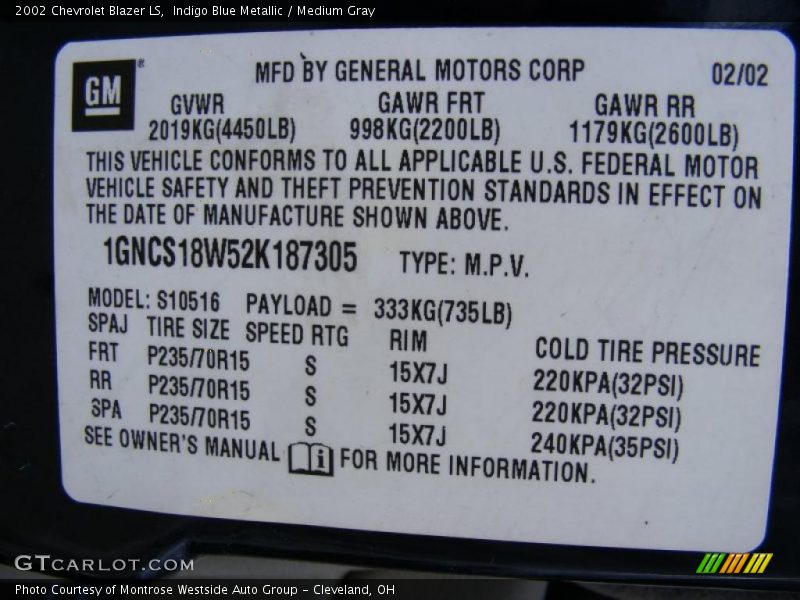 2002 Chevrolet Blazer LS, Indigo Blue Metallic / Medium Gray
GM ®
MFD BY GENERAL MOTORS CORP 02/02
GVWR GAWR FRT GAWR RR
2019KG(4450LB) 998KG(2200LB) 1179KG(2600LB)
THIS VEHICLE CONFORMS TO ALL APPLICABLE U.S. FEDERAL MOTOR
VEHICLE SAFETY AND THEFT PREVENTION STANDARDS IN EFFECT ON
THE DATE OF MANUFACTURE SHOWN ABOVE.
1GNCS18W52K187305 TYPE: M.P.V.
MODEL: S10516 PAYLOAD = 333KG(735LB)
SPAJ TIRE SIZE SPEED RTG RIM COLD TIRE PRESSURE
FRT P235/70R15 S 15X7J 220KPA(32PSI)
RR P235/70R15 S 15X7J 220KPA(32PSI)
SPA P235/70R15 S 15X7J 240KPA(35PSI)
SEE OWNER'S MANUAL i FOR MORE INFORMATION.
GTCARLOT.COM
Photo Courtesy of Montrose Westside Auto Group - Cleveland, OH